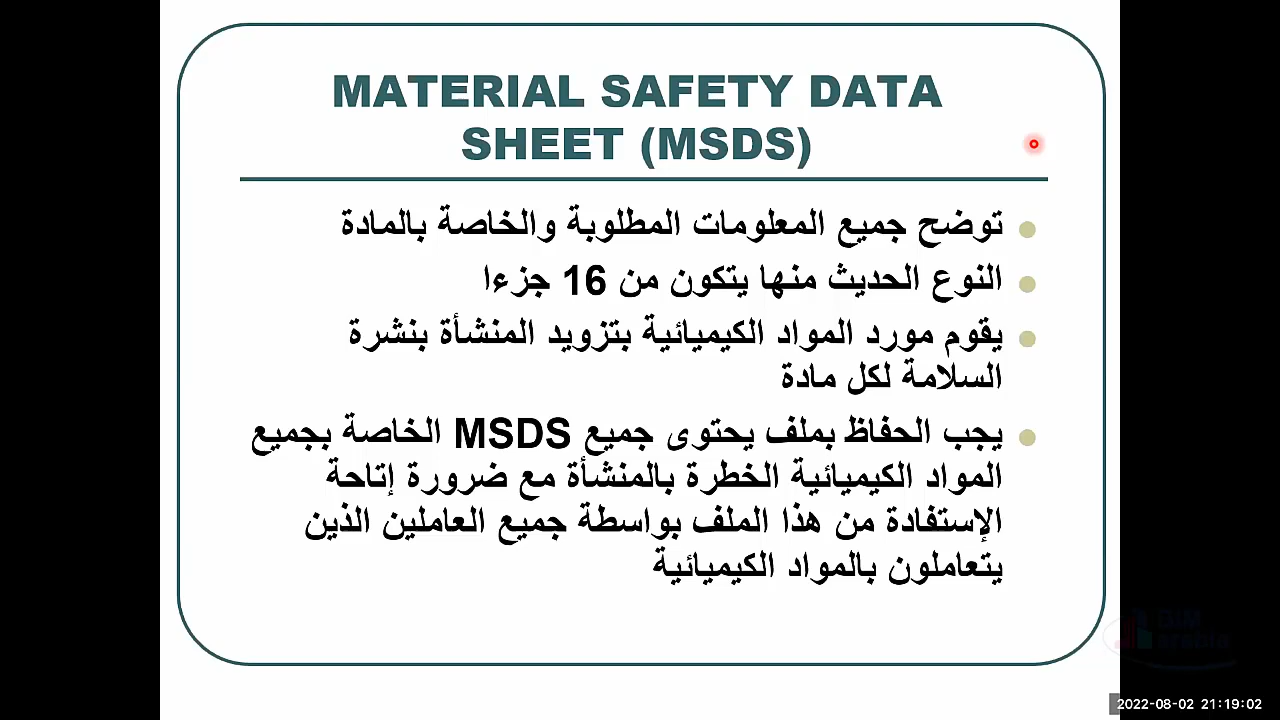 MATERIAL SAFETY DATA
SHEET (MSDS)
توضح جميع المعلومات المطلوبة والخاصة بالمادة
النوع الحديث منها يتكون من 16 جزءا
يقوم مورد المواد الكيميائية بتزويد المنشأة بنشرة
السلامة لكل مادة
يجب الحفاظ بملف يحتوى جميع MSDS الخاصة بجميع
المواد الكيميائية الخطرة بالمنشأة مع ضرورة إتاحة
الإستفادة من هذا الملف بواسطة جميع العاملين الذين
يتعاملون بالمواد الكيميائية
BIM
arabia
2022-08-02 21:19:02